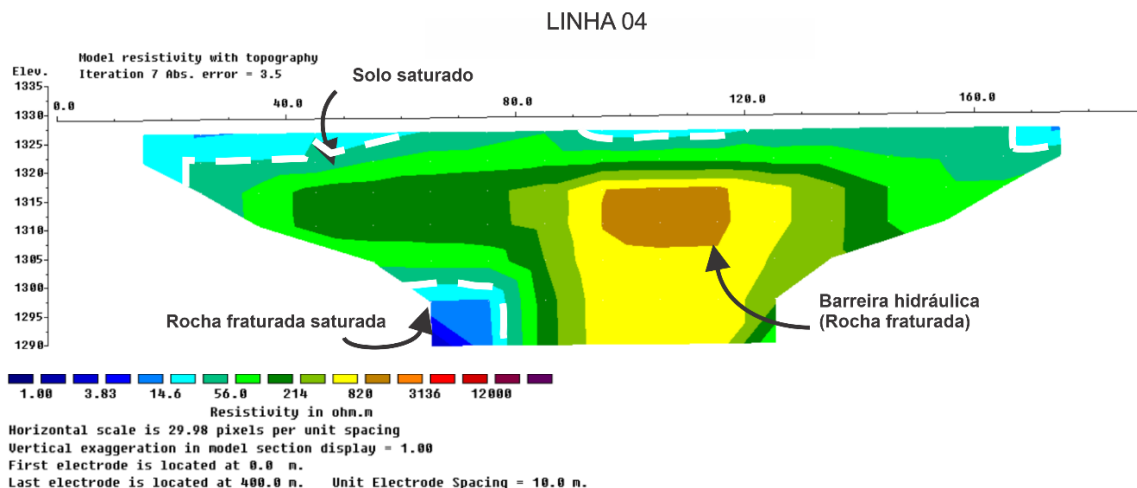 LINHA 04
Model resistivity with topography
Iteration 7 Abs. error = 3.5
Elev.
Solo saturado
1335
0.0 40.0 80.0 120.0 160.0
1330
1325
1320
1315
1310
1305
1300
1295
1290
Rocha fraturada saturada
Barreira hidráulica
(Rocha fraturada)
1.00 3.83 14.6 56.0 214 820 3136 12000
Resistivity in ohm.m
Horizontal scale is 29.98 pixels per unit spacing
Vertical exaggeration in model section display = 1.00
First electrode is located at 0.0 m.
Last electrode is located at 400.0 m. Unit Electrode Spacing = 10.0 m.